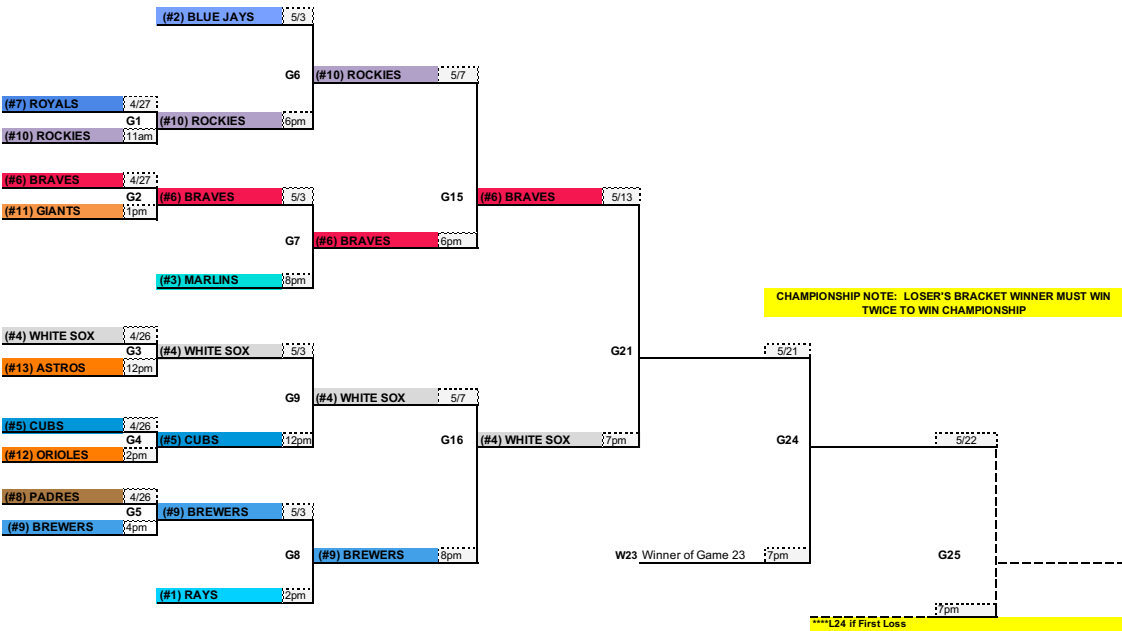 (#2) BLUE JAYS 5/3
G6 (#10) ROCKIES 5/7
(#7) ROYALS 4/27
G1 (#10) ROCKIES 6pm
(#10) ROCKIES 11am
(#6) BRAVES 4/27
G2 (#6) BRAVES 5/3 G15 (#6) BRAVES 5/13
(#11) GIANTS 1pm
G7 (#6) BRAVES 6pm
(#3) MARLINS 8pm
CHAMPIONSHIP NOTE: LOSER'S BRACKET WINNER MUST WIN
TWICE TO WIN CHAMPIONSHIP
(#4) WHITE SOX 4/26
G3 (#4) WHITE SOX 5/3 G21 5/21
(#13) ASTROS 12pm
G9 (#4) WHITE SOX 5/7
(#5) CUBS 4/26
G4 (#5) CUBS 12pm G16 (#4) WHITE SOX 7pm G24 5/22
(#12) ORIOLES 2pm
(#8) PADRES 4/26
G5 (#9) BREWERS 5/3
(#9) BREWERS 4pm
G8 (#9) BREWERS 8pm W23 Winner of Game 23 7pm G25
(#1) RAYS 2pm
7pm
****L24 if First Loss